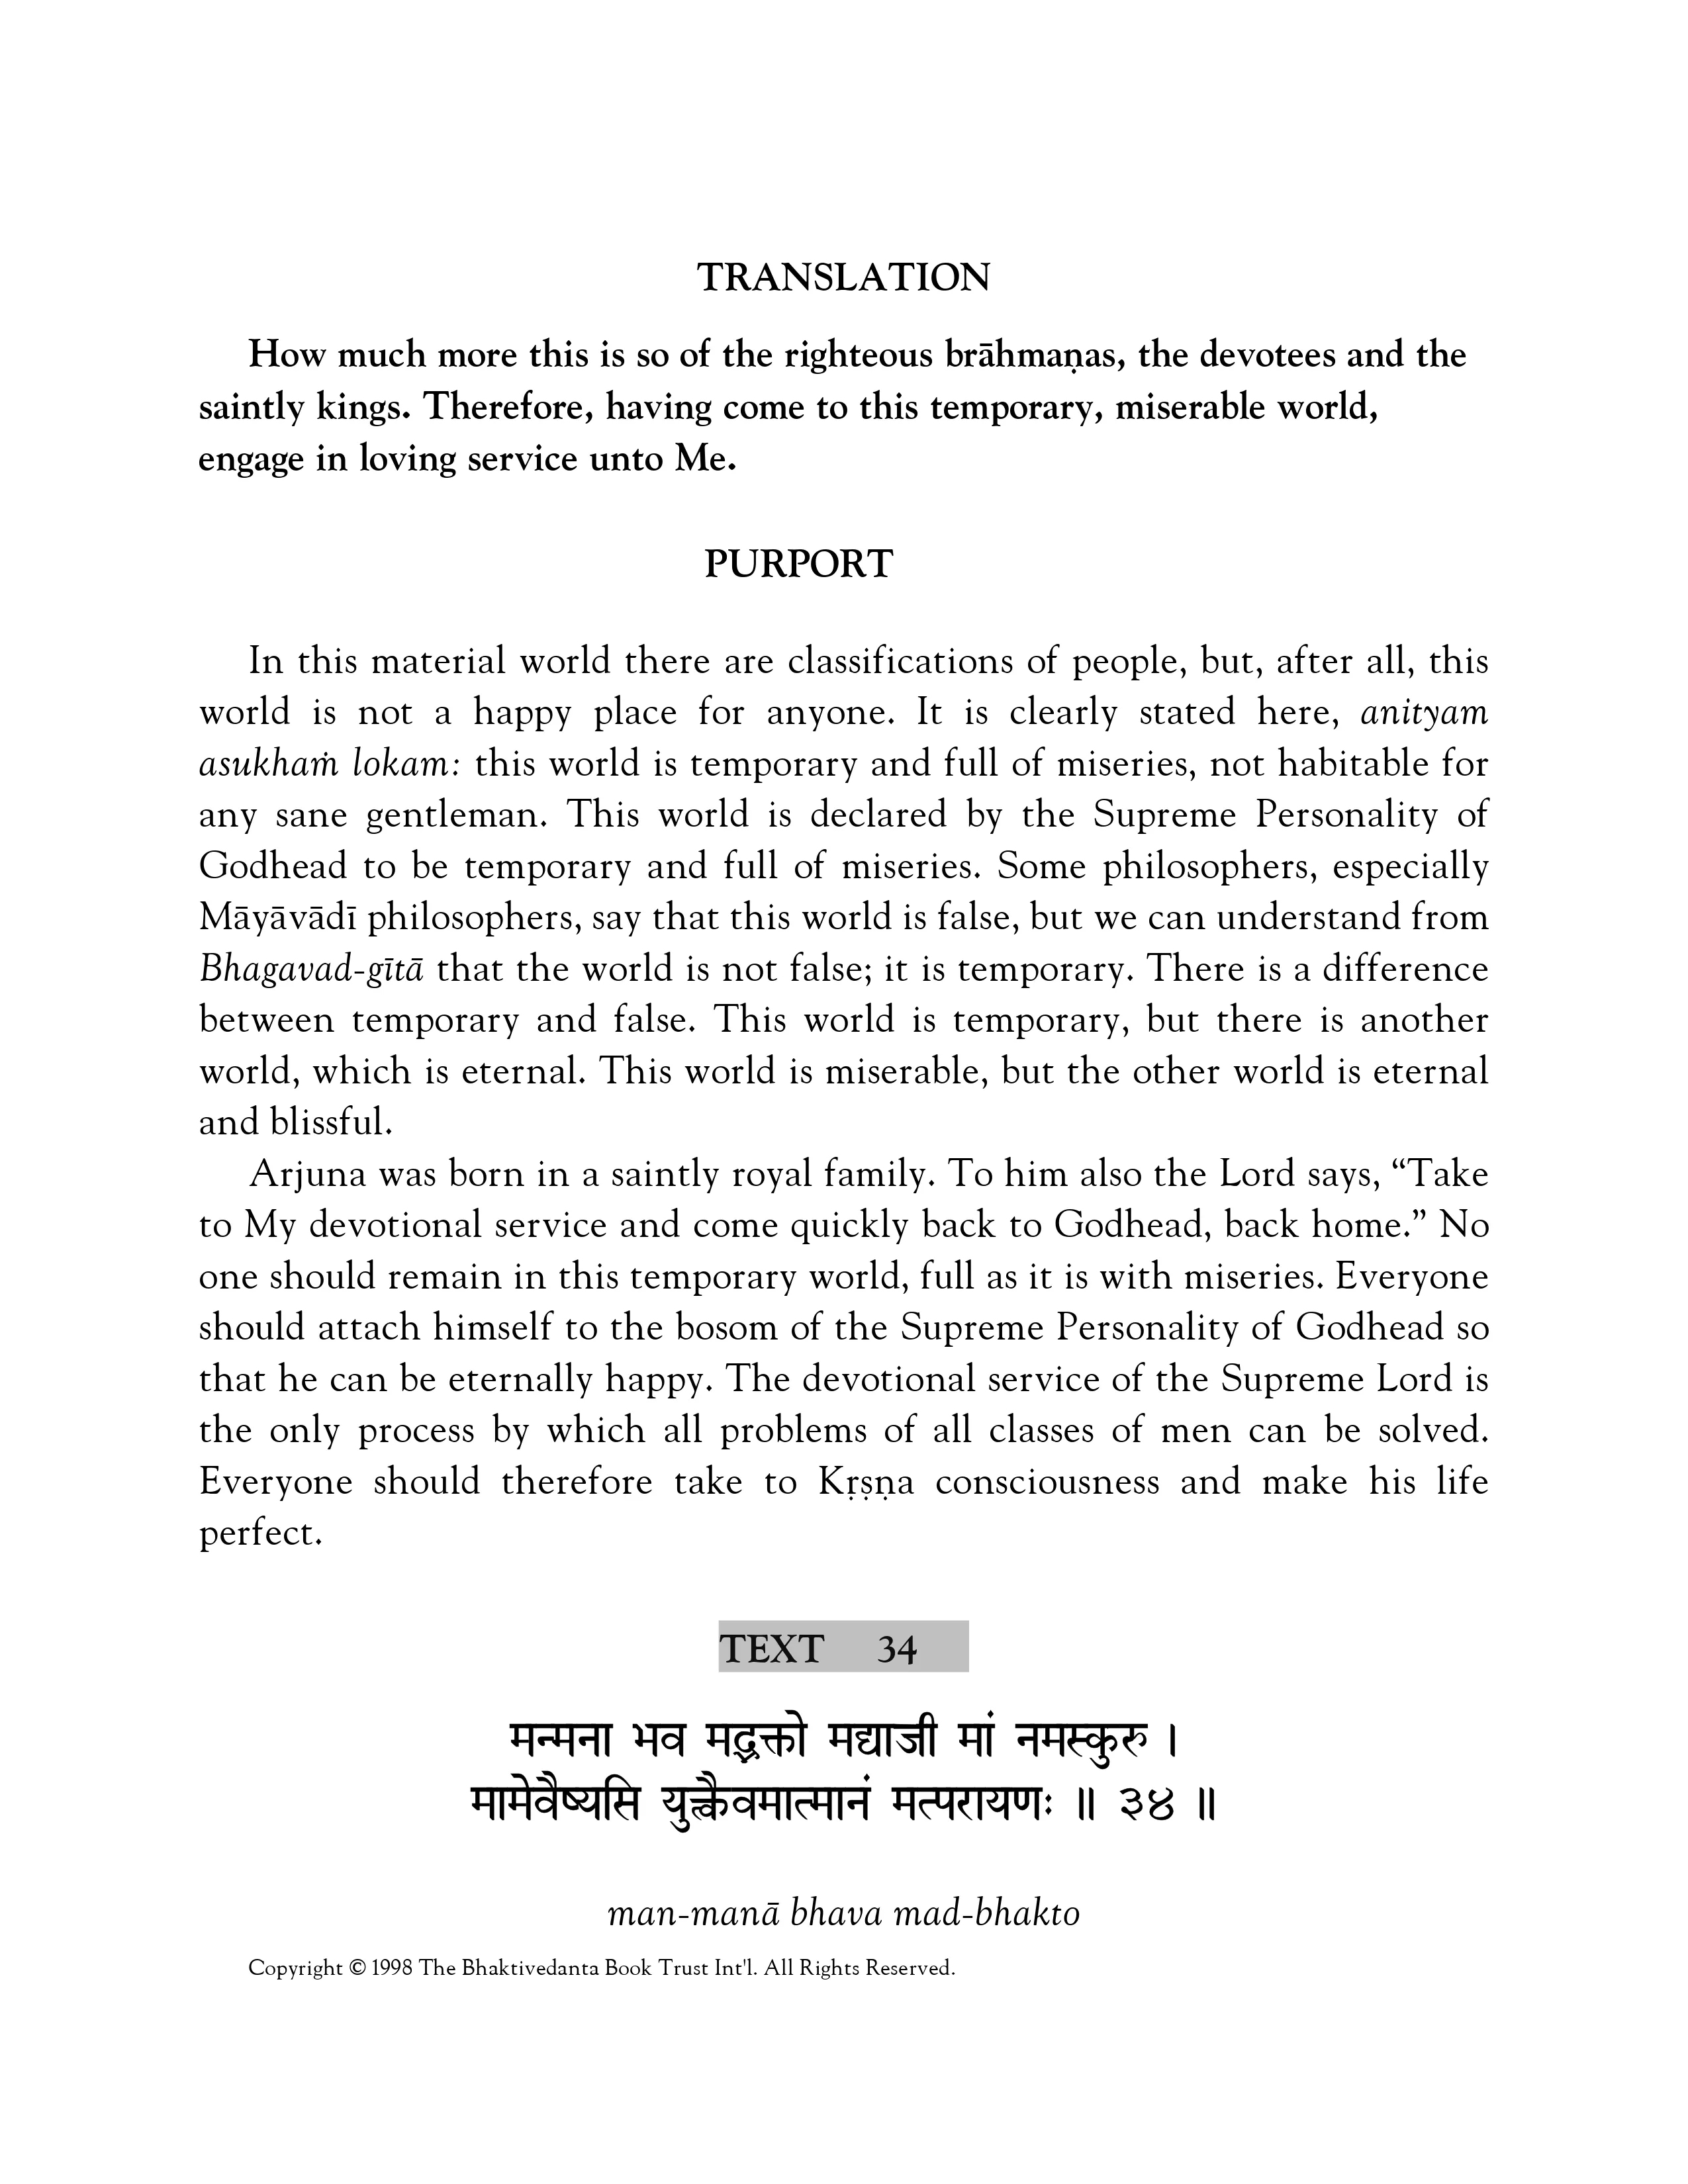 TRANSLATION
How much more this is so of the righteous brāhmaṇas, the devotees and the
saintly kings. Therefore, having come to this temporary, miserable world,
engage in loving service unto Me.
PURPORT
In this material world there are classifications of people, but, after all, this
world is not a happy place for anyone. It is clearly stated here, anityam
asukhaṁ lokam: this world is temporary and full of miseries, not habitable for
any sane gentleman. This world is declared by the Supreme Personality of
Godhead to be temporary and full of miseries. Some philosophers, especially
Māyāvādī philosophers, say that this world is false, but we can understand from
Bhagavad-gītā that the world is not false; it is temporary. There is a difference
between temporary and false. This world is temporary, but there is another
world, which is eternal. This world is miserable, but the other world is eternal
and blissful.
Arjuna was born in a saintly royal family. To him also the Lord says, “Take
to My devotional service and come quickly back to Godhead, back home.” No
one should remain in this temporary world, full as it is with miseries. Everyone
should attach himself to the bosom of the Supreme Personality of Godhead so
that he can be eternally happy. The devotional service of the Supreme Lord is
the only process by which all problems of all classes of men can be solved.
Everyone should therefore take to Kṛṣṇa consciousness and make his life
perfect.
TEXT 34
मन्मना भव मद्भक्तो मद्याजी मां नमस्कुरु ।
मामेवैष्यसि युक्त्वैवमात्मानं मत्परायणः ॥ ३४ ॥
man-manā bhava mad-bhakto
Copyright © 1998 The Bhaktivedanta Book Trust Int'l. All Rights Reserved.